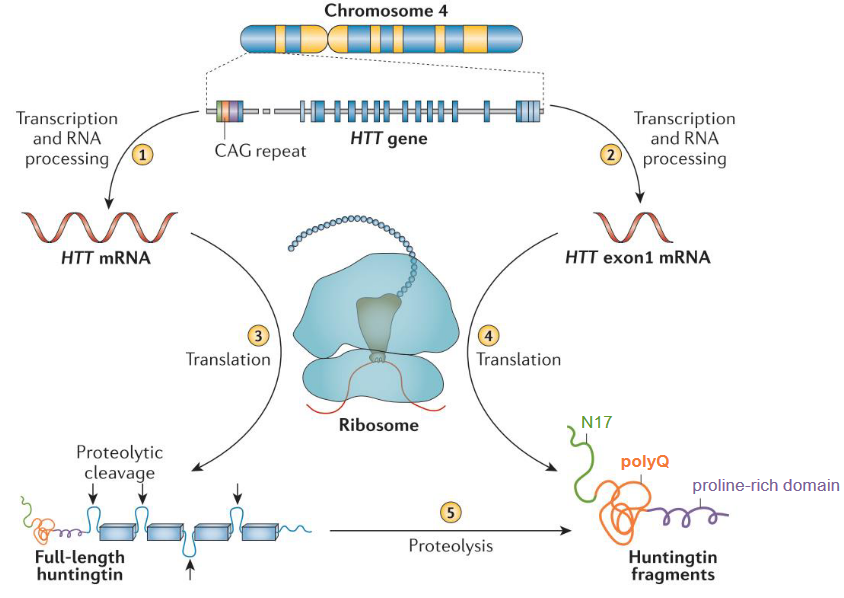 Chromosome 4
Transcription
and RNA
processing
1
CAG repeat
HTT gene
2
Transcription
and RNA
processing
HTT mRNA
HTT exon1 mRNA
3
Translation
4
Translation
Ribosome
N17
polyQ
proline-rich domain
Proteolytic
cleavage
5
Proteolysis
Full-length
huntingtin
Huntingtin
fragments